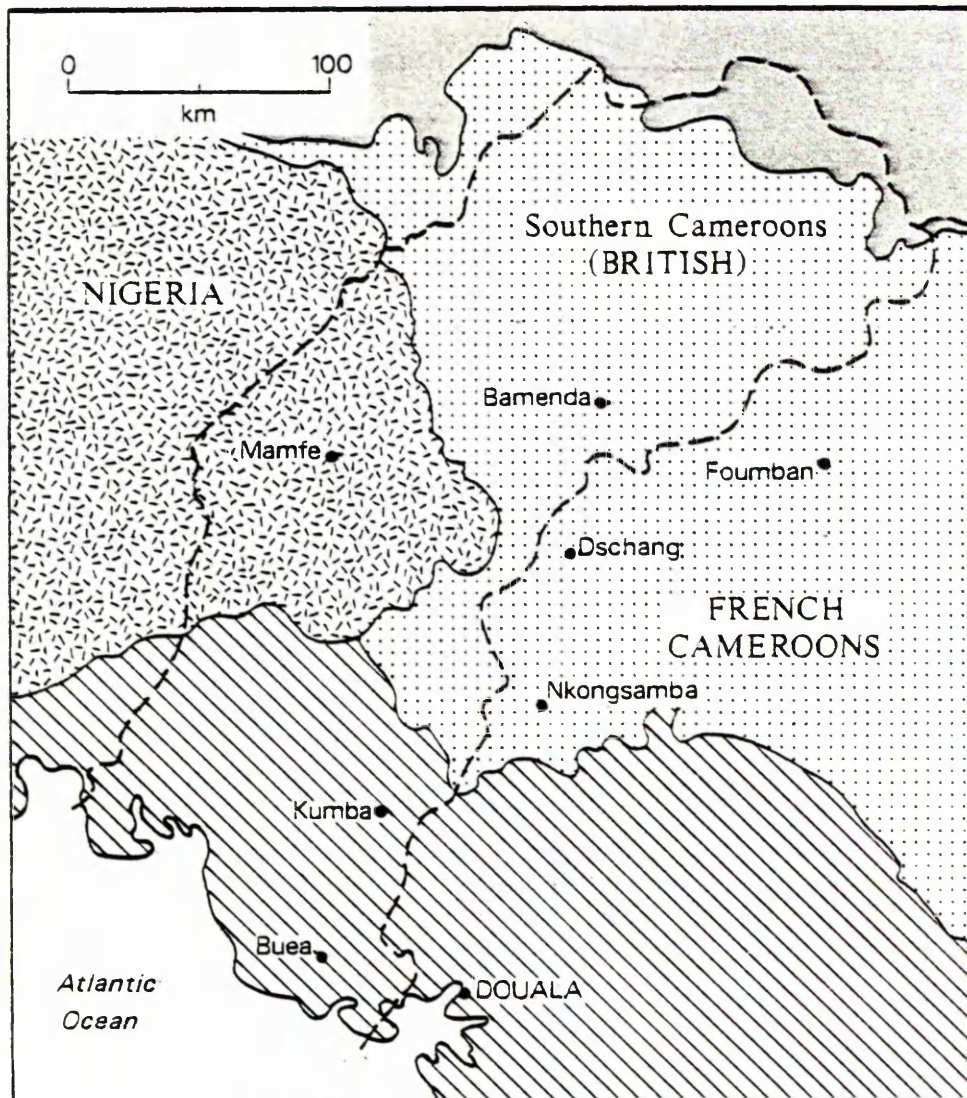 0 100
km
Southern Cameroons
(BRITISH)
NIGERIA
Bamenda
Mamfe
Foumban
Dschang
FRENCH
CAMEROONS
Nkongsamba
Kumba
Buea
Atlantic
Ocean
DOUALA